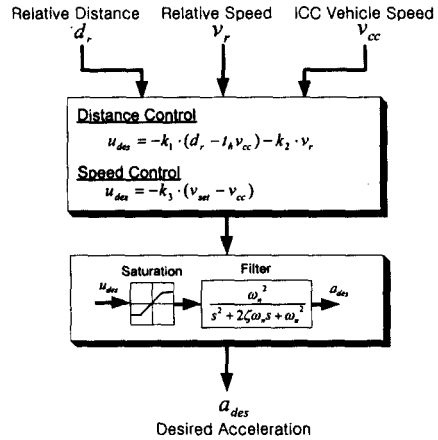 Relative Distance Relative Speed ICC Vehicle Speed
d_r v_r v_cc
Distance Control
u_des = -k_1 · (d_r - t_h v_cc) - k_2 · v_r
Speed Control
u_des = -k_3 · (v_set - v_cc)
Saturation Filter
u_des ω_n^2 / (s^2 + 2ζω_n s + ω_n^2) a_des
a_des
Desired Acceleration